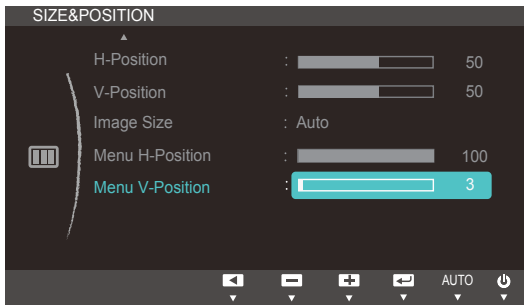 SIZE&POSITION
H-Position : 50
V-Position : 50
Image Size : Auto
Menu H-Position : 100
Menu V-Position : 3
AUTO